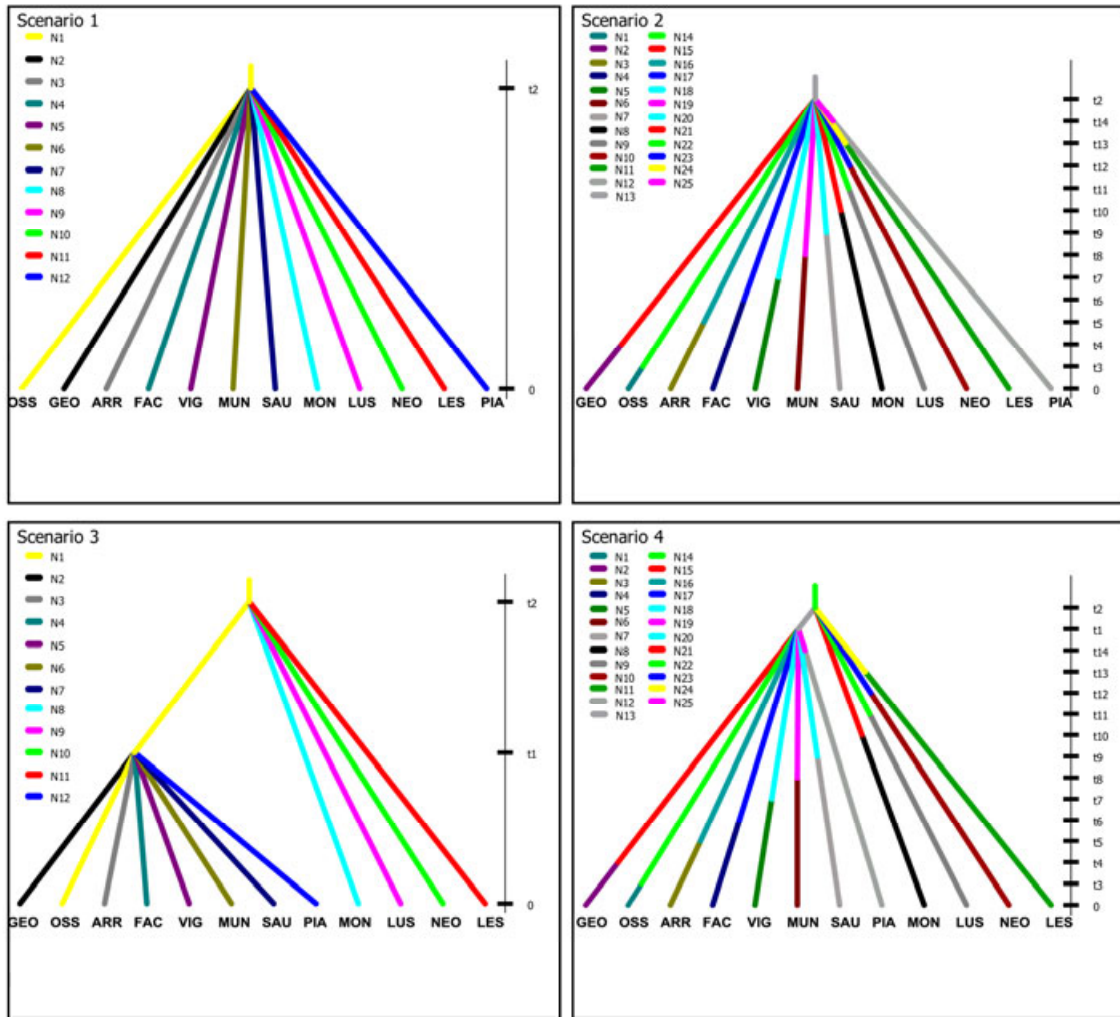 Scenario 1
N1
N2
N3
N4
N5
N6
N7
N8
N9
N10
N11
N12
t2
0
OSS GEO ARR FAC VIG MUN SAU MON LUS NEO LES PIA
Scenario 2
N1 N14
N2 N15
N3 N16
N4 N17
N5 N18
N6 N19
N7 N20
N8 N21
N9 N22
N10 N23
N11 N24
N12 N25
N13
t2
t14
t13
t12
t11
t10
t9
t8
t7
t6
t5
t4
t3
0
GEO OSS ARR FAC VIG MUN SAU MON LUS NEO LES PIA
Scenario 3
N1
N2
N3
N4
N5
N6
N7
N8
N9
N10
N11
N12
t2
t1
0
GEO OSS ARR FAC VIG MUN SAU PIA MON LUS NEO LES
Scenario 4
N1 N14
N2 N15
N3 N16
N4 N17
N5 N18
N6 N19
N7 N20
N8 N21
N9 N22
N10 N23
N11 N24
N12 N25
N13
t2
t1
t14
t13
t12
t11
t10
t9
t8
t7
t6
t5
t4
t3
0
GEO OSS ARR FAC VIG MUN SAU PIA MON LUS NEO LES